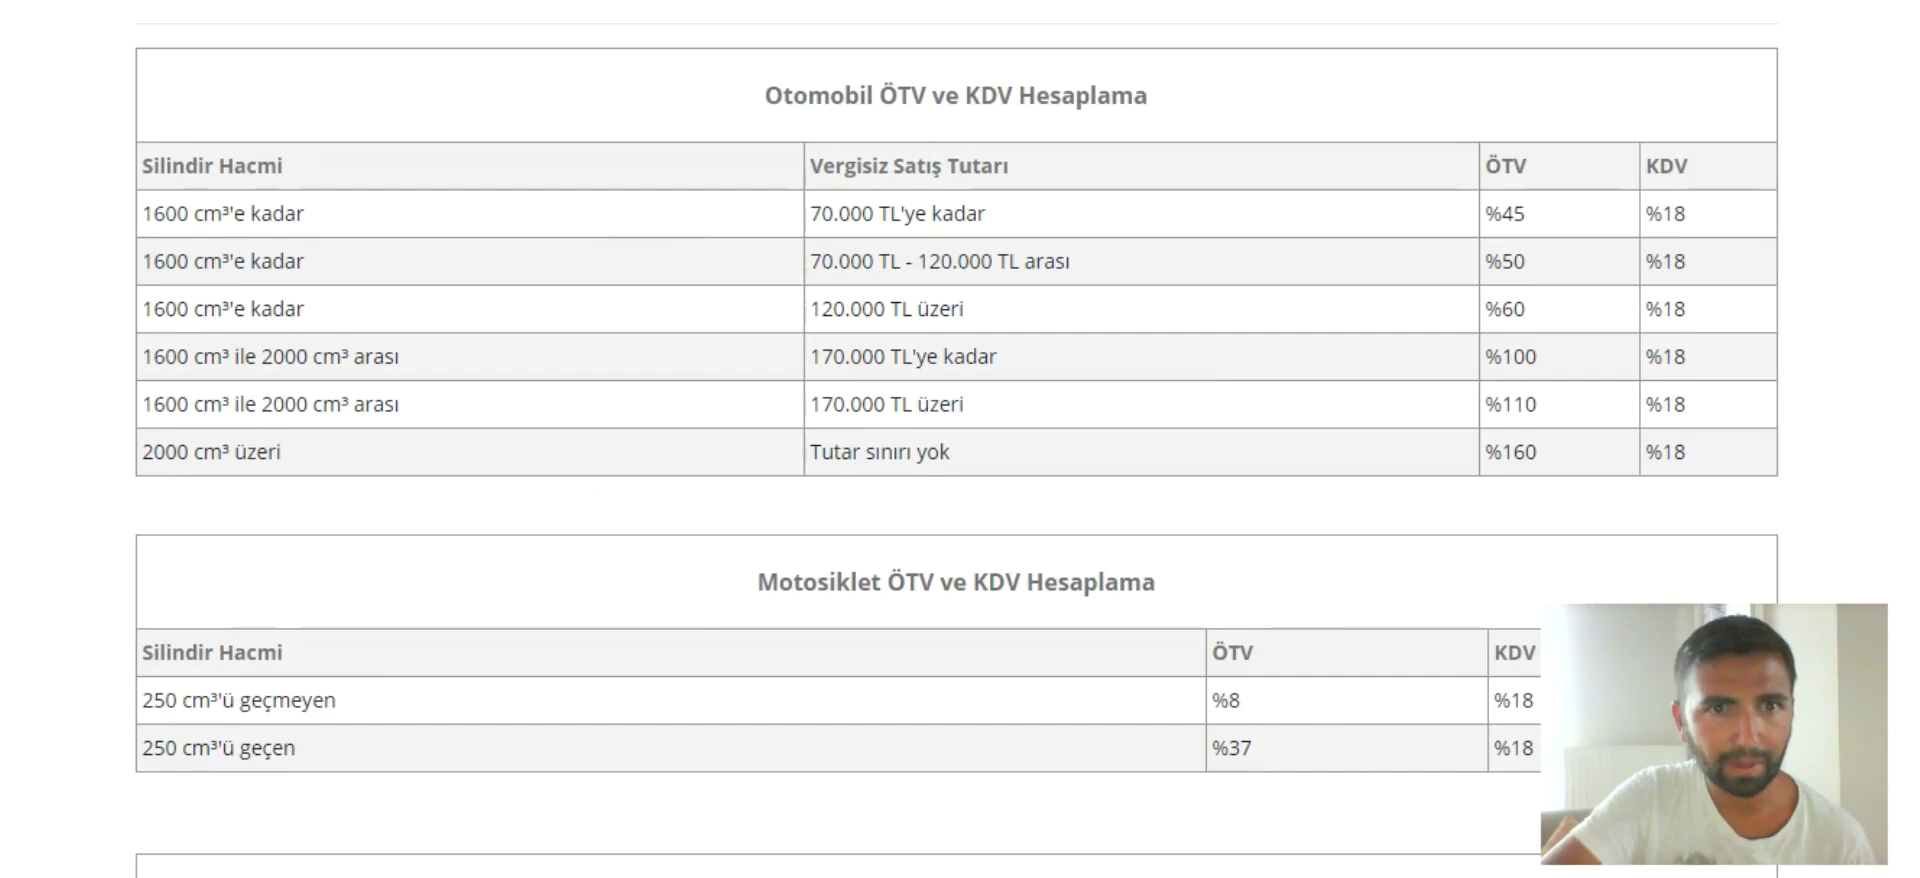 Otomobil ÖTV ve KDV Hesaplama
Silindir Hacmi Vergisiz Satış Tutarı ÖTV KDV
1600 cm³'e kadar 70.000 TL'ye kadar %45 %18
1600 cm³'e kadar 70.000 TL - 120.000 TL arası %50 %18
1600 cm³'e kadar 120.000 TL üzeri %60 %18
1600 cm³ ile 2000 cm³ arası 170.000 TL'ye kadar %100 %18
1600 cm³ ile 2000 cm³ arası 170.000 TL üzeri %110 %18
2000 cm³ üzeri Tutar sınırı yok %160 %18
Motosiklet ÖTV ve KDV Hesaplama
Silindir Hacmi ÖTV KDV
250 cm³'ü geçmeyen %8 %18
250 cm³'ü geçen %37 %18